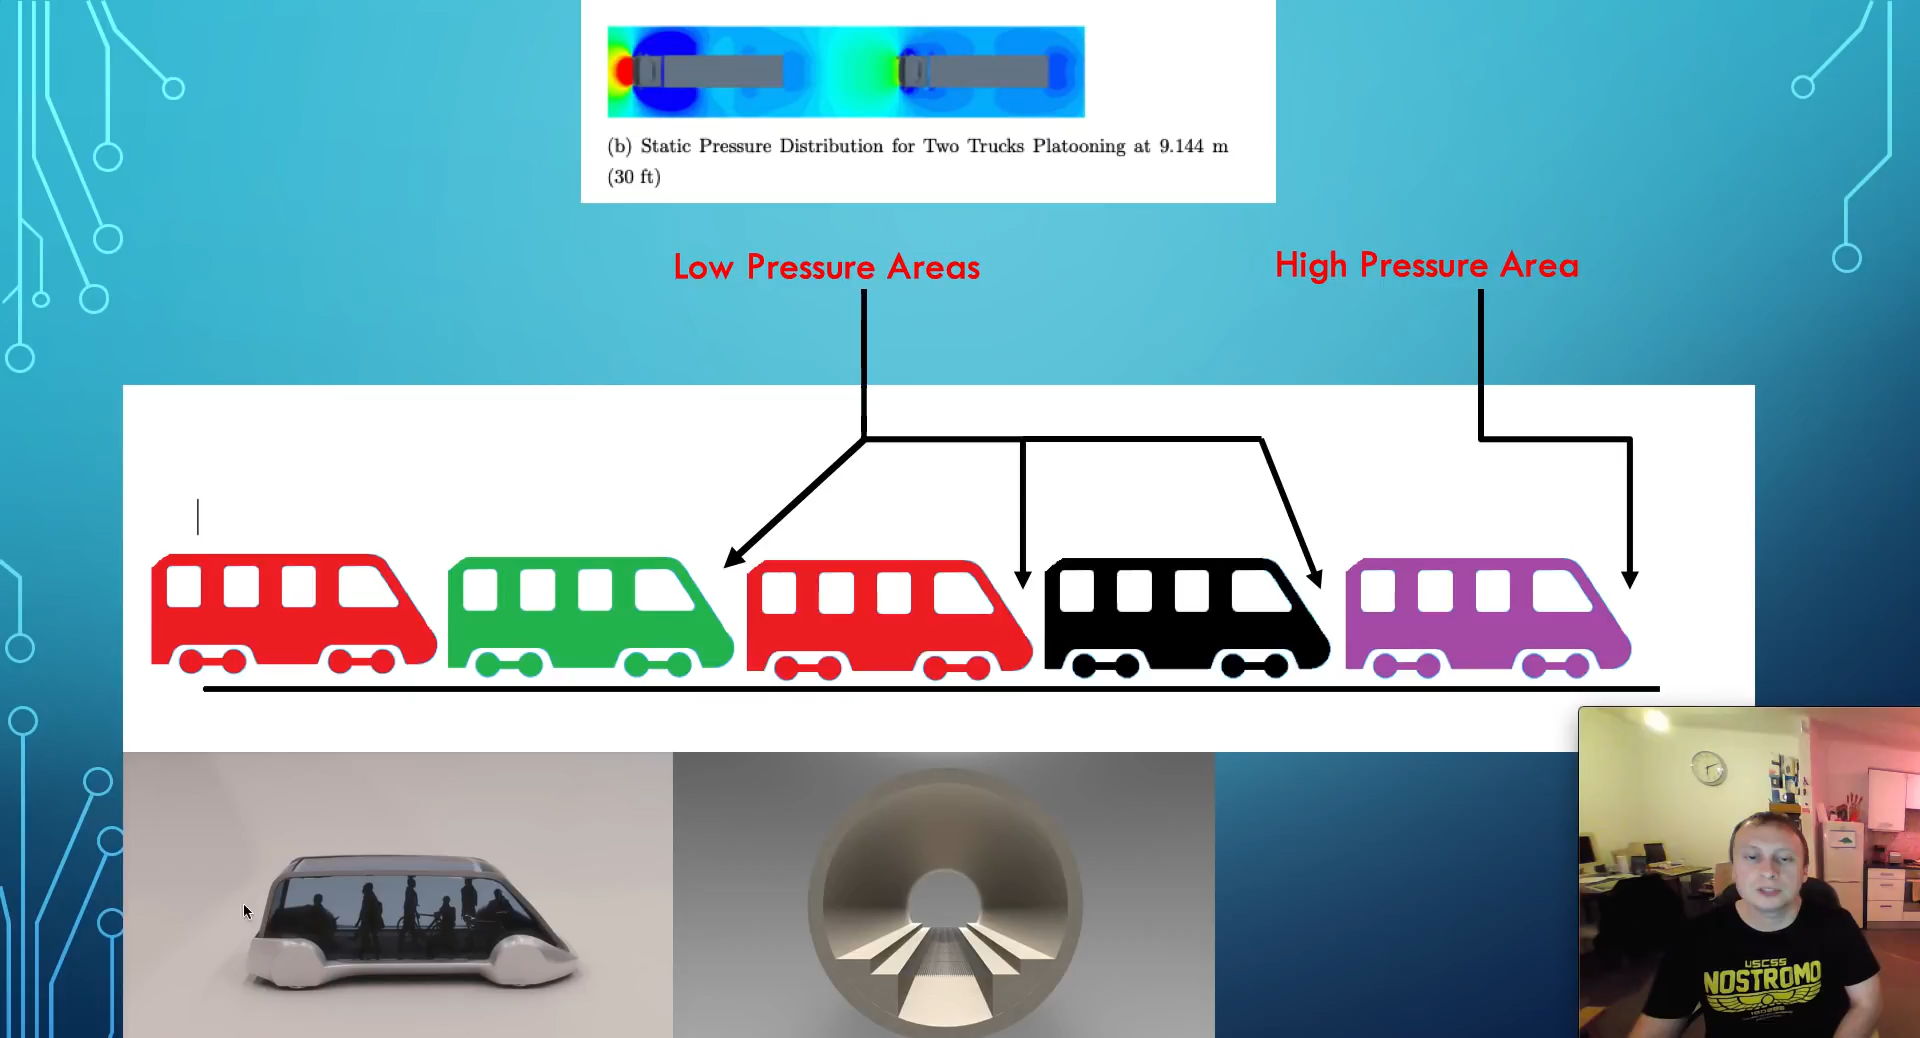 (b) Static Pressure Distribution for Two Trucks Platooning at 9.144 m
(30 ft)
Low Pressure Areas
High Pressure Area
USCSS
NOSTROMO